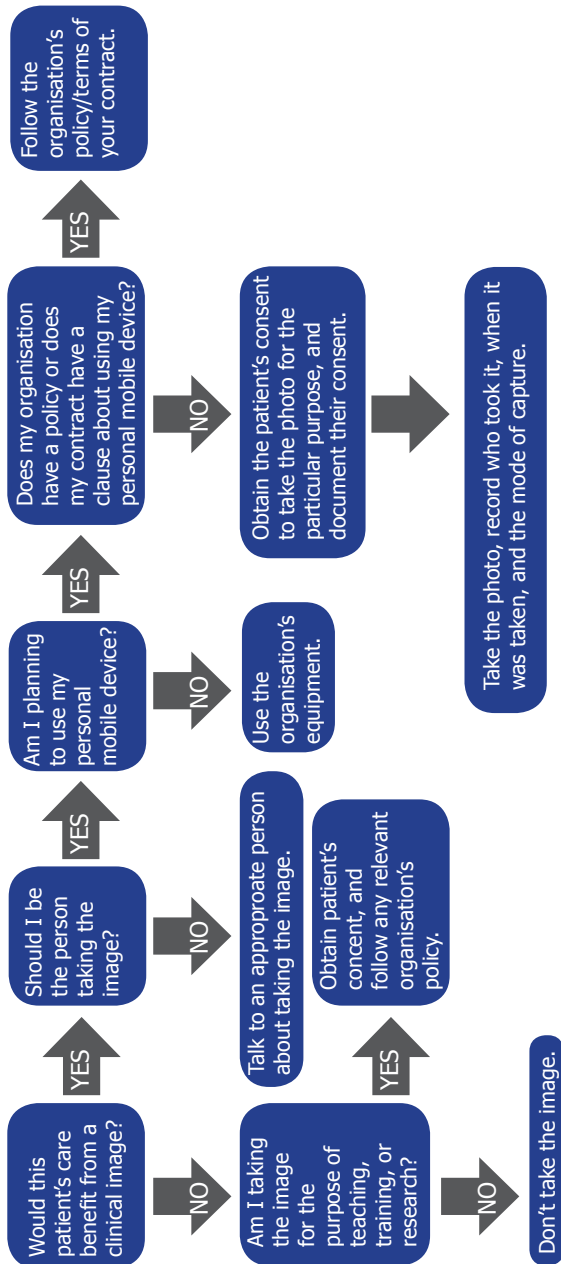 Would this
patient's care
benefit from a
clinical image?
YES
Should I be
the person
taking the
image?
YES
Am I planning
to use my
personal
mobile device?
YES
Does my organisation
have a policy or does
my contract have a
clause about using my
personal mobile device?
YES
Follow the
organisation's
policy/terms of
your contract.
NO
NO
NO
NO
Am I taking
the image
for the
purpose of
teaching,
training, or
research?
YES
Talk to an approproate person
about taking the image.
Obtain patient's
concent, and
follow any relevant
organisation's
policy.
Use the
organisation's
equipment.
Obtain the patient's consent
to take the photo for the
particular purpose, and
document their consent.
NO
Don't take the image.
Take the photo, record who took it, when it
was taken, and the mode of capture.